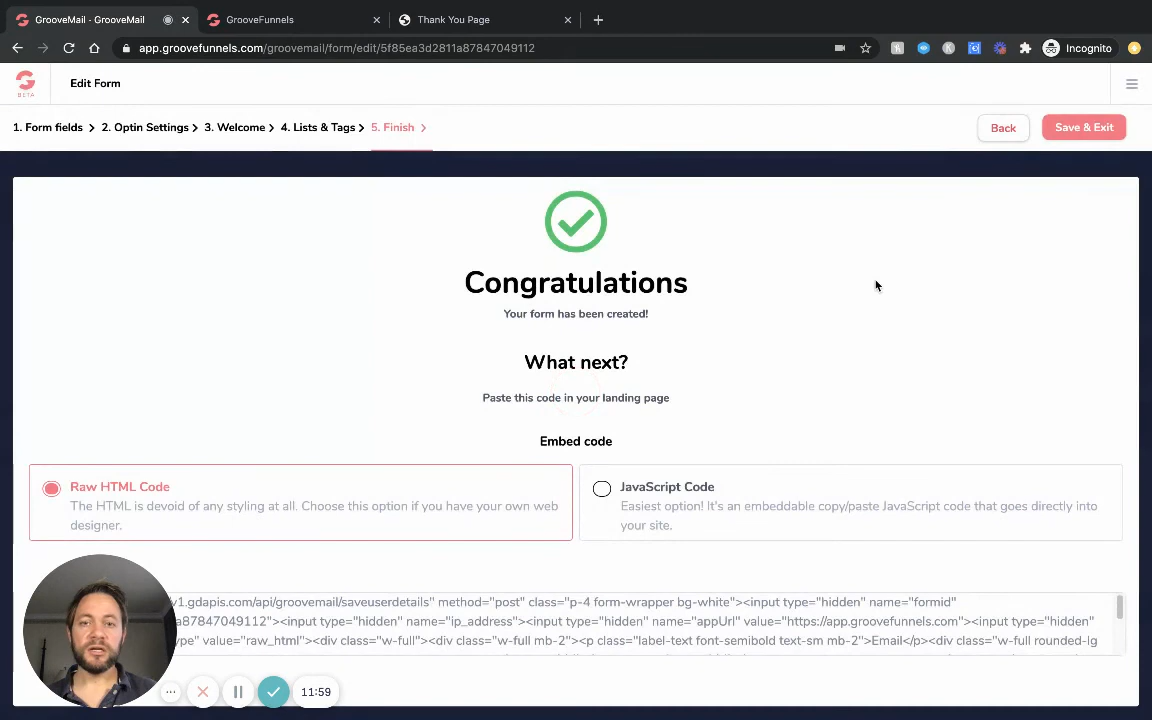 GrooveMail - GrooveMail
GrooveFunnels
Thank You Page
app.groovefunnels.com/groovemail/form/edit/5f85ea3d2811a87847049112
Incognito
BETA
Edit Form
1. Form fields
2. Optin Settings
3. Welcome
4. Lists & Tags
5. Finish
Back
Save & Exit
Congratulations
Your form has been created!
What next?
Paste this code in your landing page
Embed code
Raw HTML Code
The HTML is devoid of any styling at all. Choose this option if you have your own web
designer.
JavaScript Code
Easiest option! It's an embeddable copy/paste JavaScript code that goes directly into
your site.
v1.gdapis.com/api/groovemail/saveuserdetails" method="post" class="p-4 form-wrapper bg-white"><input type="hidden" name="formid"
a87847049112"><input type="hidden" name="ip_address"><input type="hidden" name="appUrl" value="https://app.groovefunnels.com"><input type="hidden"
type" value="raw_html"><div class="w-full"><div class="w-full mb-2"><p class="label-text font-semibold text-sm mb-2">Email</p><div class="w-full rounded-lg
11:59